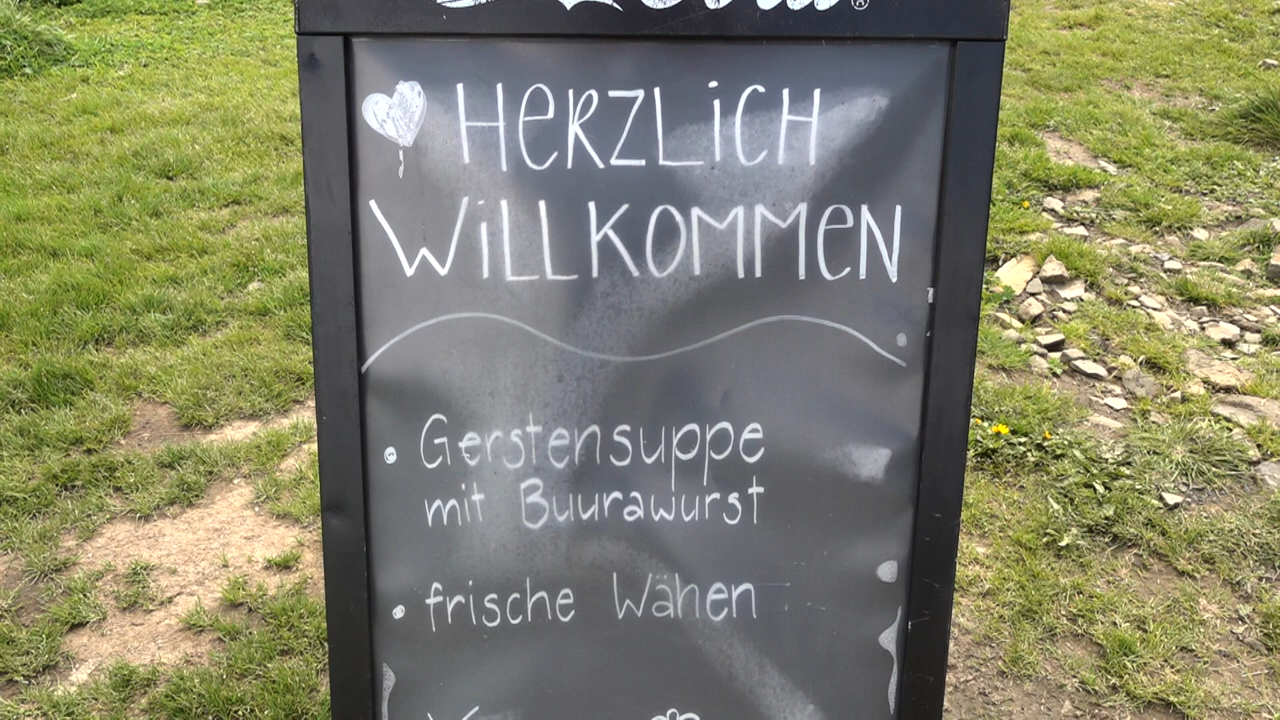 HeRZLiCH
WiLLKOMMeN
Gerstensuppe
mit Buurawurst
frische Wähen